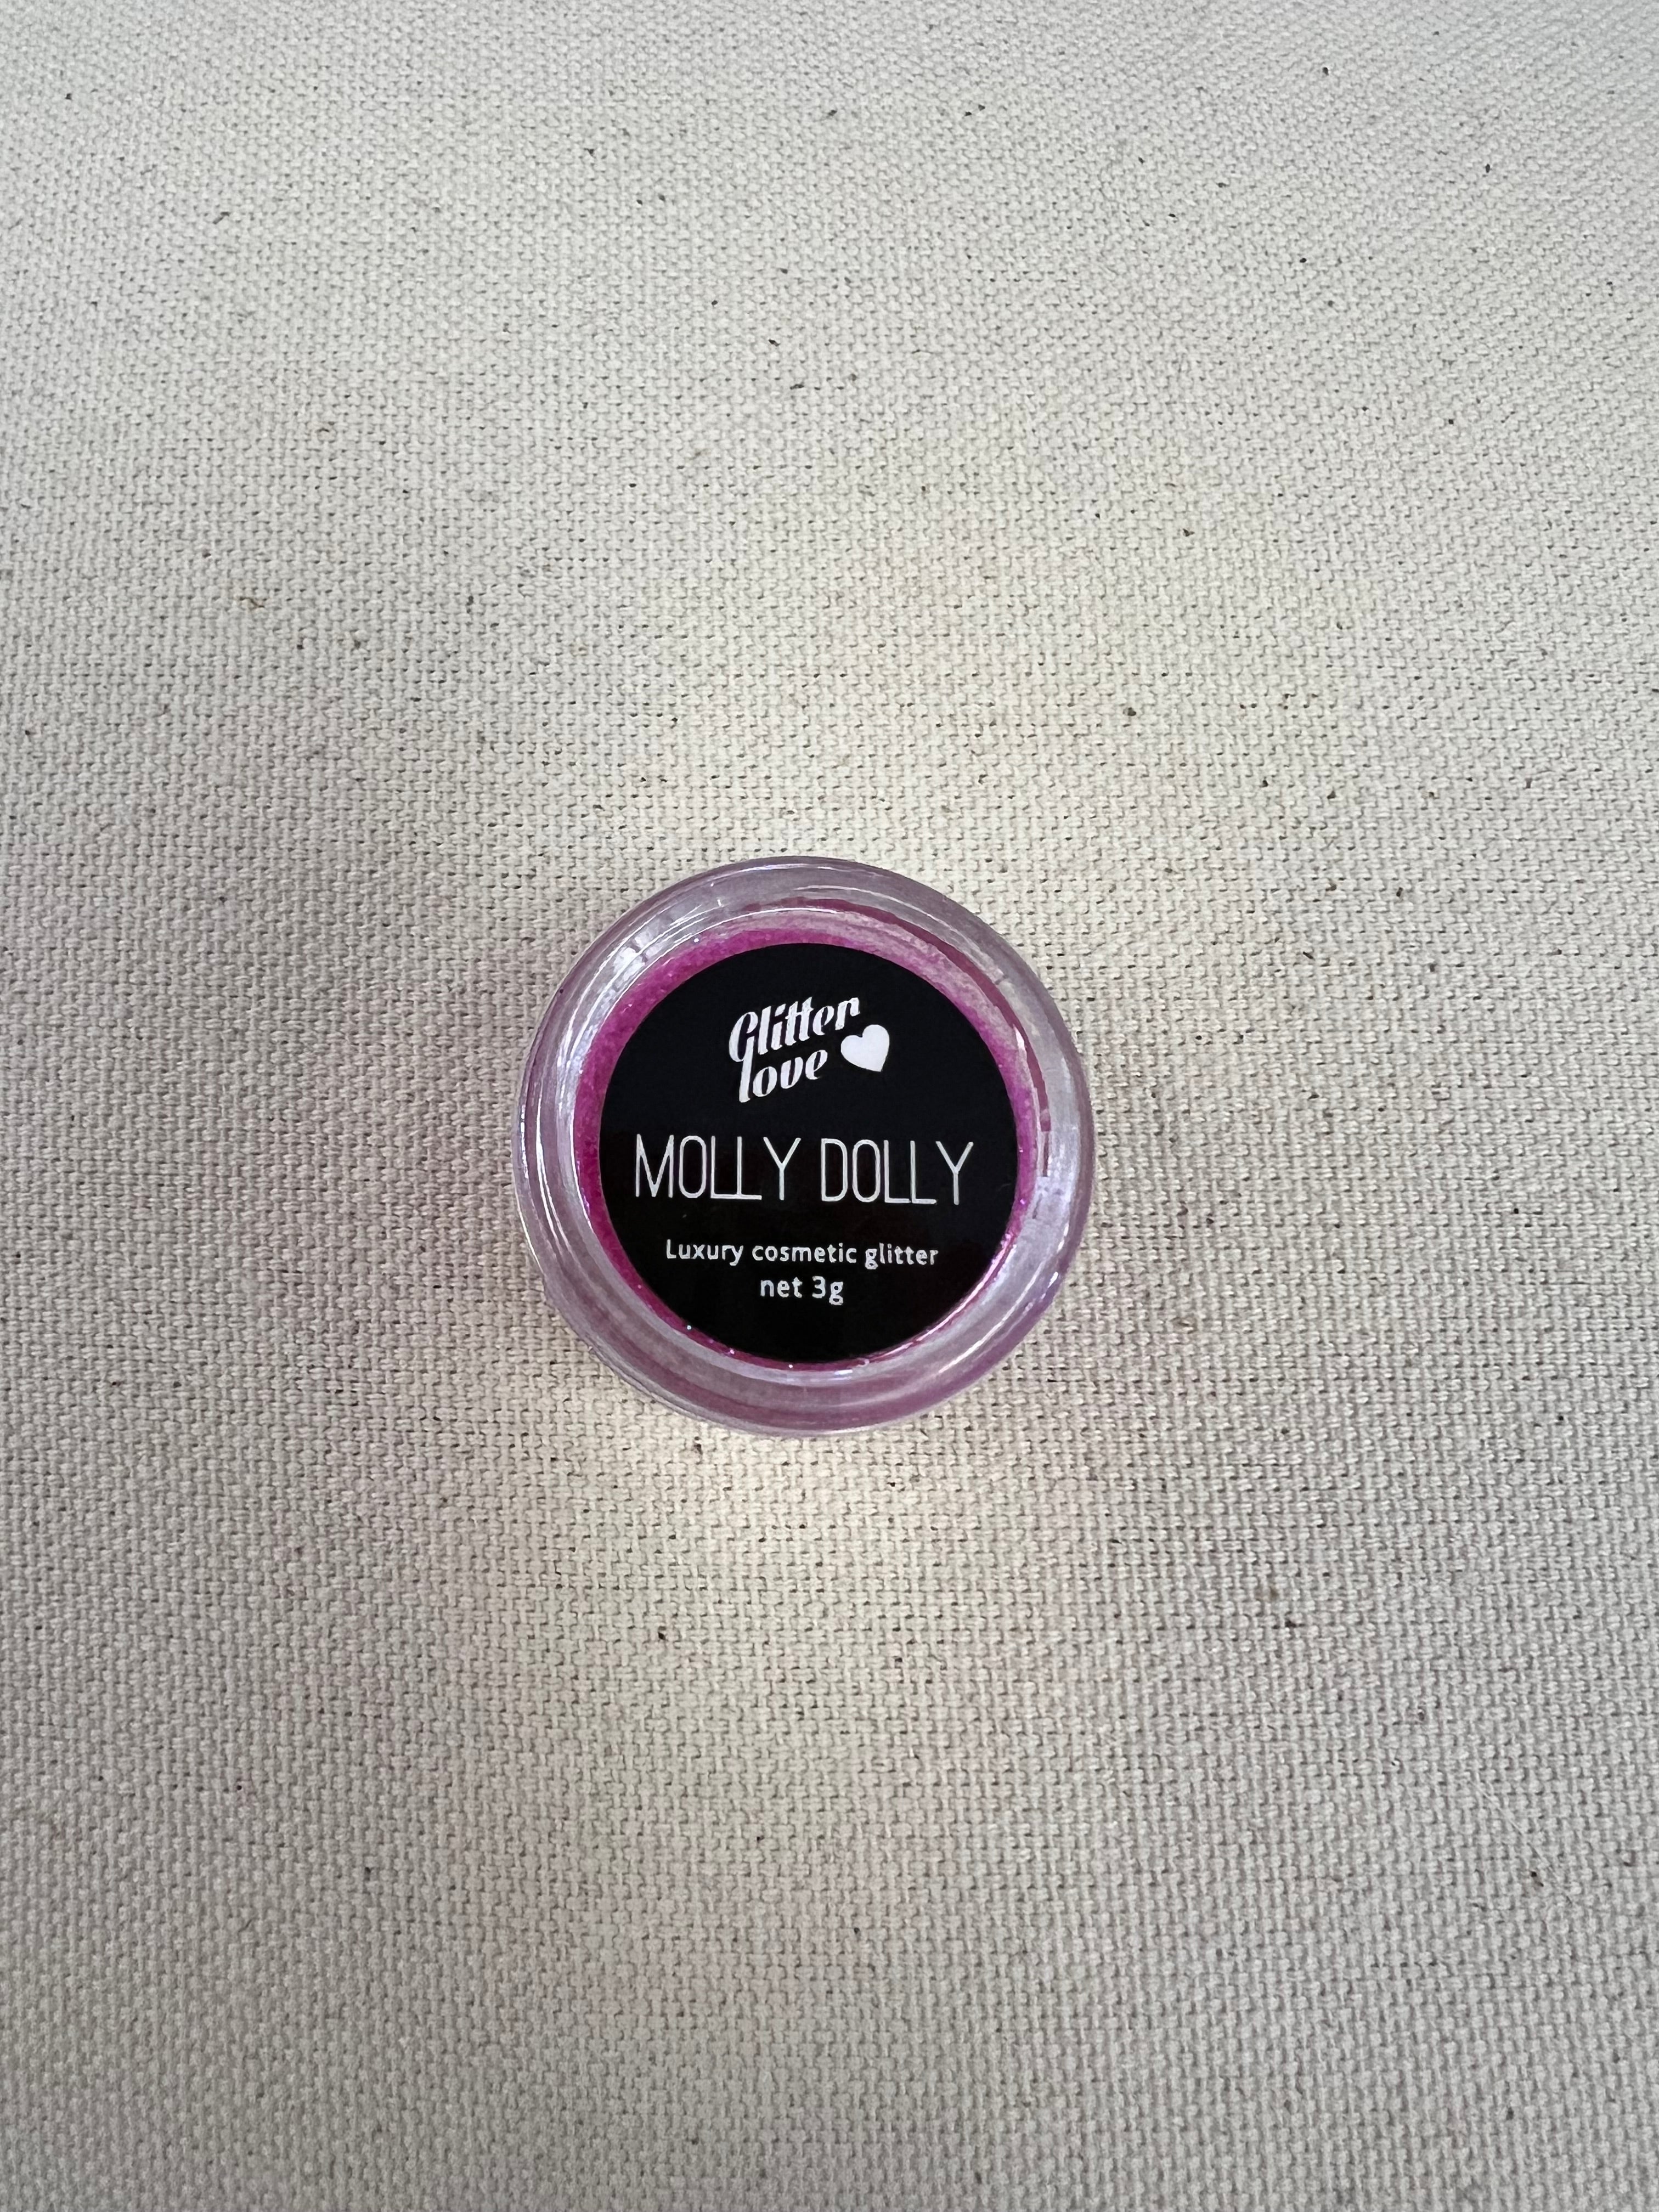 Glitter
love
MOLLY DOLLY
Luxury cosmetic glitter
net 3g